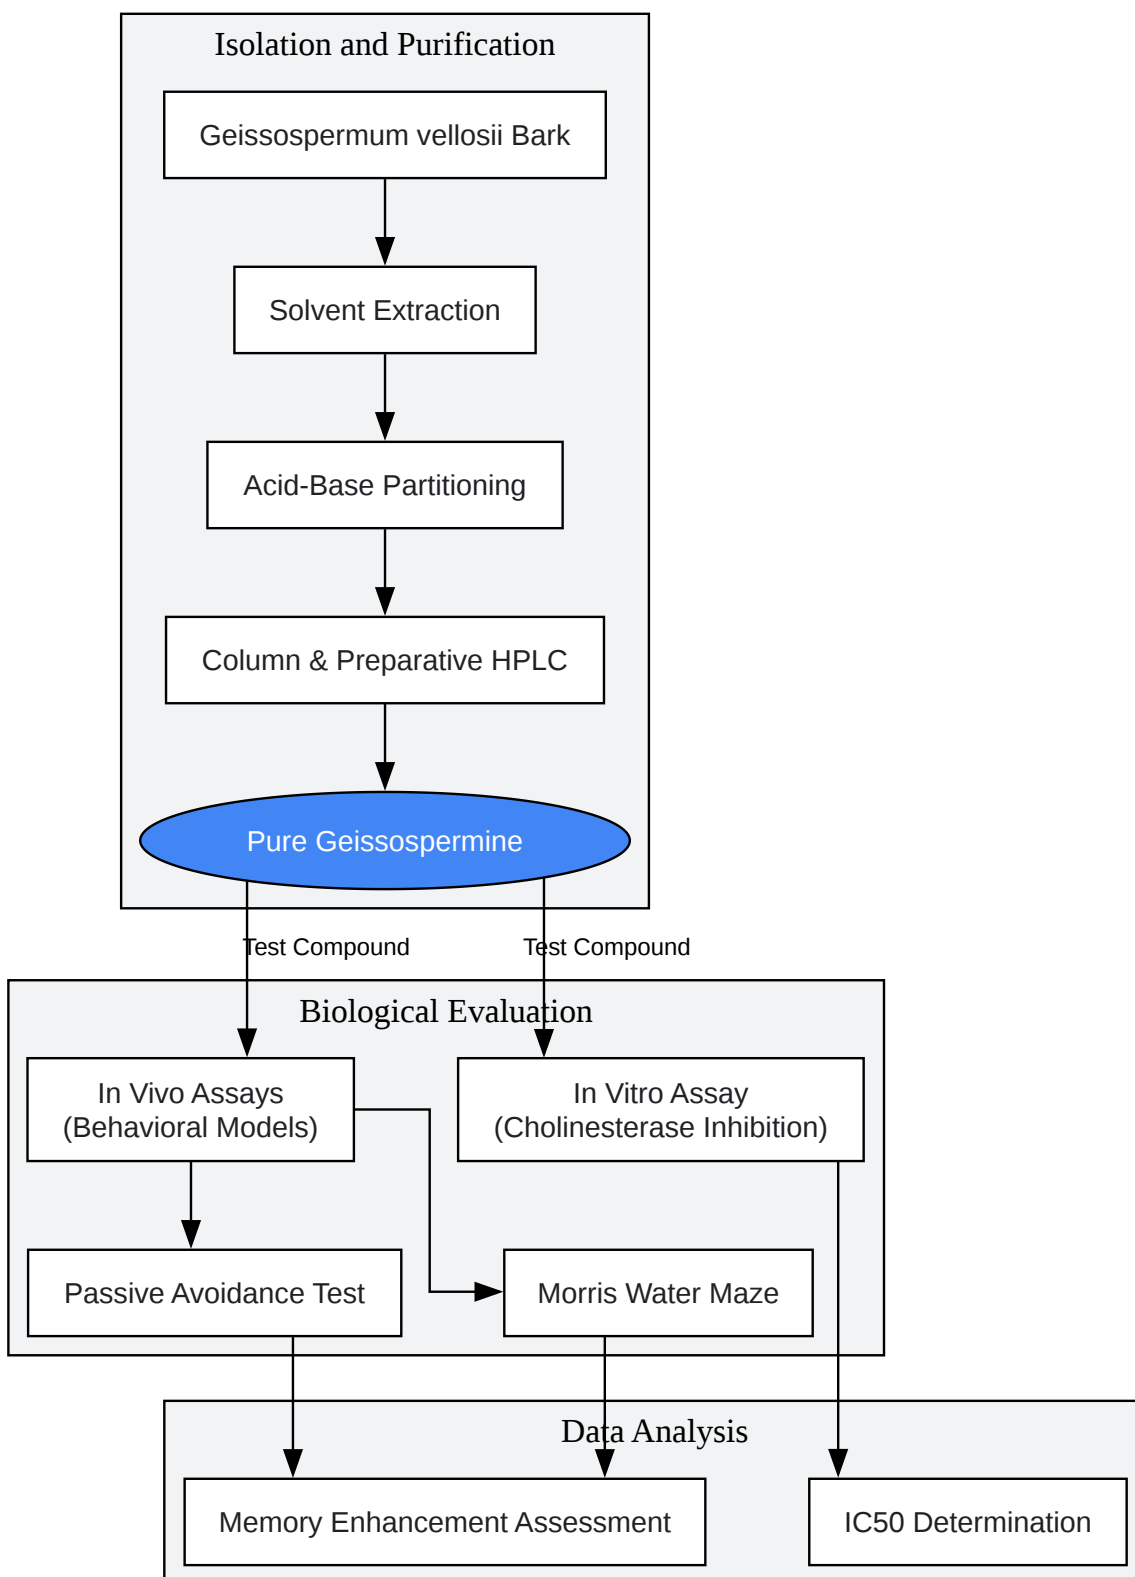 Isolation and Purification
Geissospermum vellosii Bark
Solvent Extraction
Acid-Base Partitioning
Column & Preparative HPLC
Pure Geissospermine
Test Compound
Test Compound
Biological Evaluation
In Vivo Assays
(Behavioral Models)
In Vitro Assay
(Cholinesterase Inhibition)
Passive Avoidance Test
Morris Water Maze
Data Analysis
Memory Enhancement Assessment
IC50 Determination